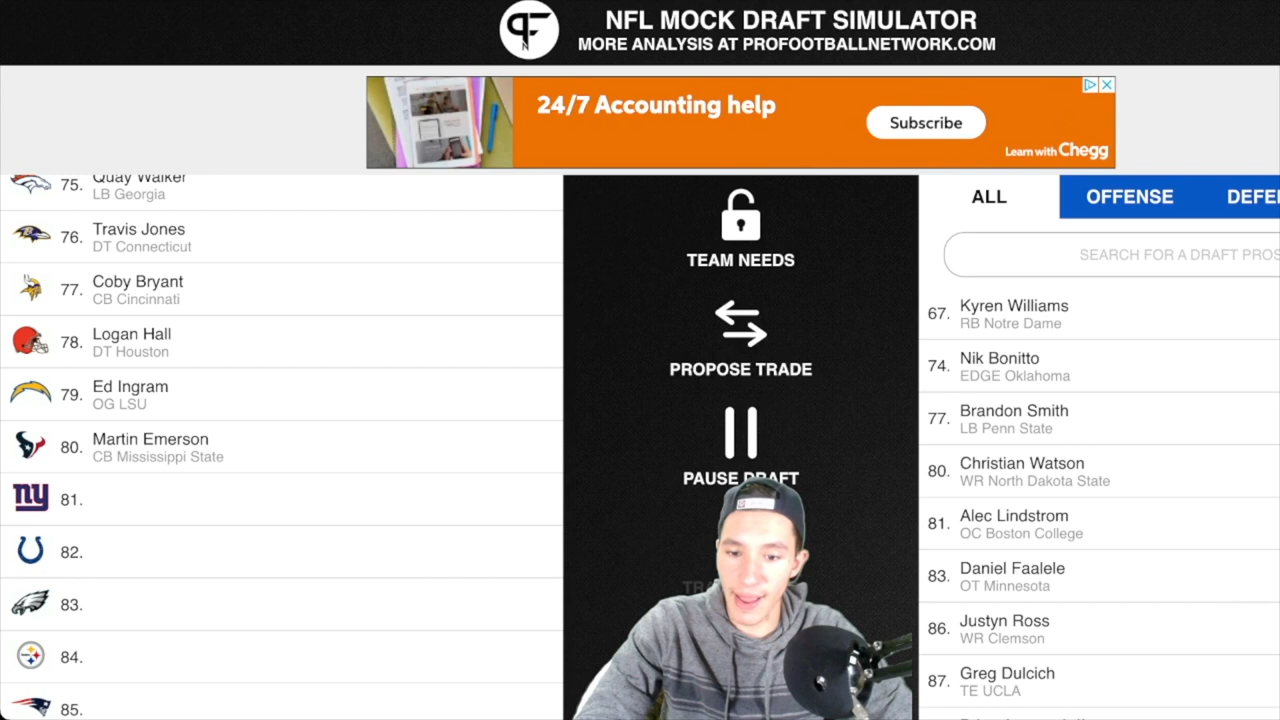 NFL MOCK DRAFT SIMULATOR
MORE ANALYSIS AT PROFOOTBALLNETWORK.COM
24/7 Accounting help
Subscribe
Learn with Chegg
75. Quay Walker
LB Georgia
76. Travis Jones
DT Connecticut
77. Coby Bryant
CB Cincinnati
78. Logan Hall
DT Houston
79. Ed Ingram
OG LSU
80. Martin Emerson
CB Mississippi State
ny 81.
82.
83.
84.
85.
TEAM NEEDS
PROPOSE TRADE
PAUSE DRAFT
TR
ALL OFFENSE DEFE
SEARCH FOR A DRAFT PROS
67. Kyren Williams
RB Notre Dame
74. Nik Bonitto
EDGE Oklahoma
77. Brandon Smith
LB Penn State
80. Christian Watson
WR North Dakota State
81. Alec Lindstrom
OC Boston College
83. Daniel Faalele
OT Minnesota
86. Justyn Ross
WR Clemson
87. Greg Dulcich
TE UCLA